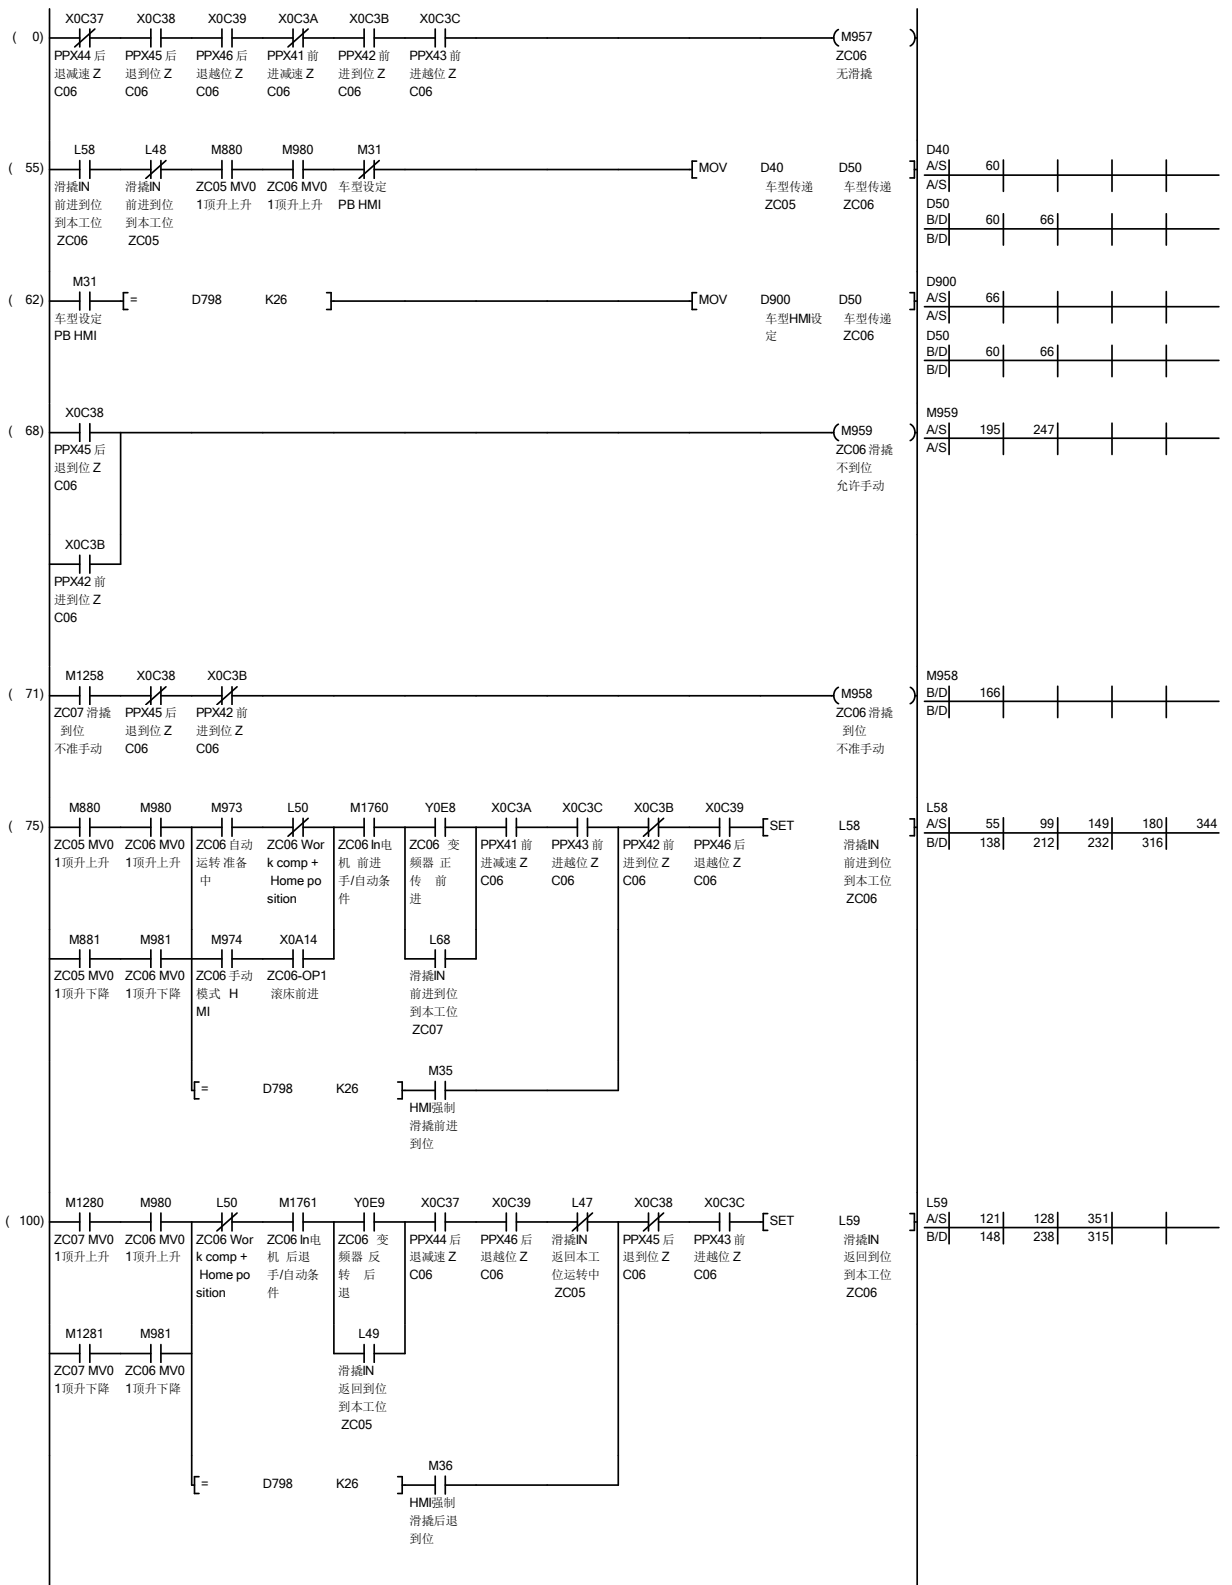 X0C37 X0C38 X0C39 X0C3A X0C3B X0C3C
( 0) ( M957 )
PPX44 后 PPX45 后 PPX46 后 PPX41 前 PPX42 前 PPX43 前 ZC06
退减速 Z 退到位 Z 退越位 Z 进减速 Z 进到位 Z 进越位 Z 无滑撬
C06 C06 C06 C06 C06 C06
L58 L48 M880 M980 M31 D40
( 55) [ MOV D40 D50 ] A/S 60
滑撬IN 滑撬IN ZC05 MV0 ZC06 MV0 车型设定 车型传递 车型传递 A/S
前进到位 前进到位 1顶升上升 1顶升上升 PB HMI ZC05 ZC06 D50
到本工位 到本工位 B/D 60 66
ZC06 ZC05 B/D
M31 D900
( 62) [ = D798 K26 ] [ MOV D900 D50 ] A/S 66
车型设定 车型HMI设 车型传递 A/S
PB HMI 定 ZC06 D50
B/D 60 66
B/D
X0C38 M959
( 68) ( M959 ) A/S 195 247
PPX45 后 ZC06 滑撬 A/S
退到位 Z 不到位
C06 允许手动
X0C3B
PPX42 前
进到位 Z
C06
M1258 X0C38 X0C3B M958
( 71) ( M958 ) B/D 166
ZC07 滑撬 PPX45 后 PPX42 前 ZC06 滑撬 B/D
到位 退到位 Z 进到位 Z 到位
不准手动 C06 C06 不准手动
M880 M980 M973 L50 M1760 Y0E8 X0C3A X0C3C X0C3B X0C39 L58
( 75) [ SET L58 ] A/S 55 99 149 180 344
ZC05 MV0 ZC06 MV0 ZC06 自动 ZC06 Wor ZC06 In电 ZC06 变 PPX41 前 PPX43 前 PPX42 前 PPX46 后 滑撬IN B/D 138 212 232 316
1顶升上升 1顶升上升 运转 准备 k comp + 机 前进 频器 正 进减速 Z 进越位 Z 进到位 Z 退越位 Z 前进到位
中 Home po 手/自动条 传 前 C06 C06 C06 C06 到本工位
sition 件 进 ZC06
M881 M981 M974 X0A14 L68
ZC05 MV0 ZC06 MV0 ZC06 手动 ZC06-OP1 滑撬IN
1顶升下降 1顶升下降 模式 H 滚床前进 前进到位
MI 到本工位
ZC07
M35
[ = D798 K26 ]
HMI强制
滑撬前进
到位
M1280 M980 L50 M1761 Y0E9 X0C37 X0C39 L47 X0C38 X0C3C L59
( 100) [ SET L59 ] A/S 121 128 351
ZC07 MV0 ZC06 MV0 ZC06 Wor ZC06 In电 ZC06 变 PPX44 后 PPX46 后 滑撬IN PPX45 后 PPX43 前 滑撬IN B/D 148 238 315
1顶升上升 1顶升上升 k comp + 机 后退 频器 反 退减速 Z 退越位 Z 返回本工 退到位 Z 进越位 Z 返回到位
Home po 手/自动条 转 后 C06 C06 位运转中 C06 C06 到本工位
sition 件 退 ZC05 ZC06
M1281 M981 L49
ZC07 MV0 ZC06 MV0 滑撬IN
1顶升下降 1顶升下降 返回到位
到本工位
ZC05
M36
[ = D798 K26 ]
HMI强制
滑撬后退
到位